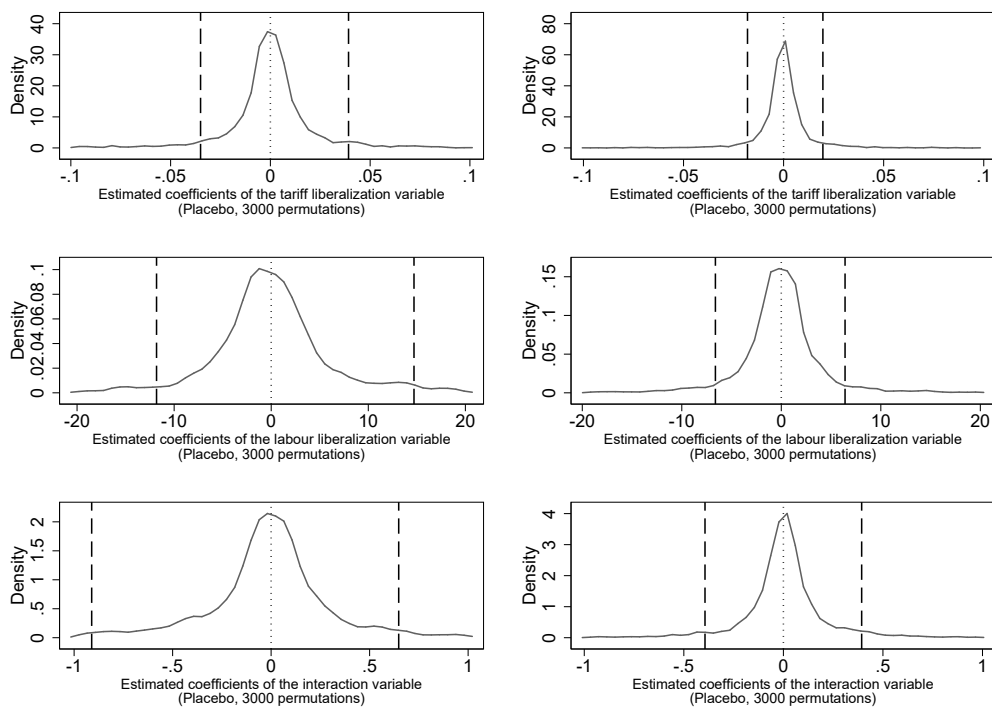 Density
0 10 20 30 40
-.1 -.05 0 .05 .1
Estimated coefficients of the tariff liberalization variable
(Placebo, 3000 permutations)
Density
0 20 40 60 80
-.1 -.05 0 .05 .1
Estimated coefficients of the tariff liberalization variable
(Placebo, 3000 permutations)
Density
0 .02.04.06.08 .1
-20 -10 0 10 20
Estimated coefficients of the labour liberalization variable
(Placebo, 3000 permutations)
Density
0 .05 .1 .15
-20 -10 0 10 20
Estimated coefficients of the labour liberalization variable
(Placebo, 3000 permutations)
Density
0 .5 1 1.5 2
-1 -.5 0 .5 1
Estimated coefficients of the interaction variable
(Placebo, 3000 permutations)
Density
0 1 2 3 4
-1 -.5 0 .5 1
Estimated coefficients of the interaction variable
(Placebo, 3000 permutations)